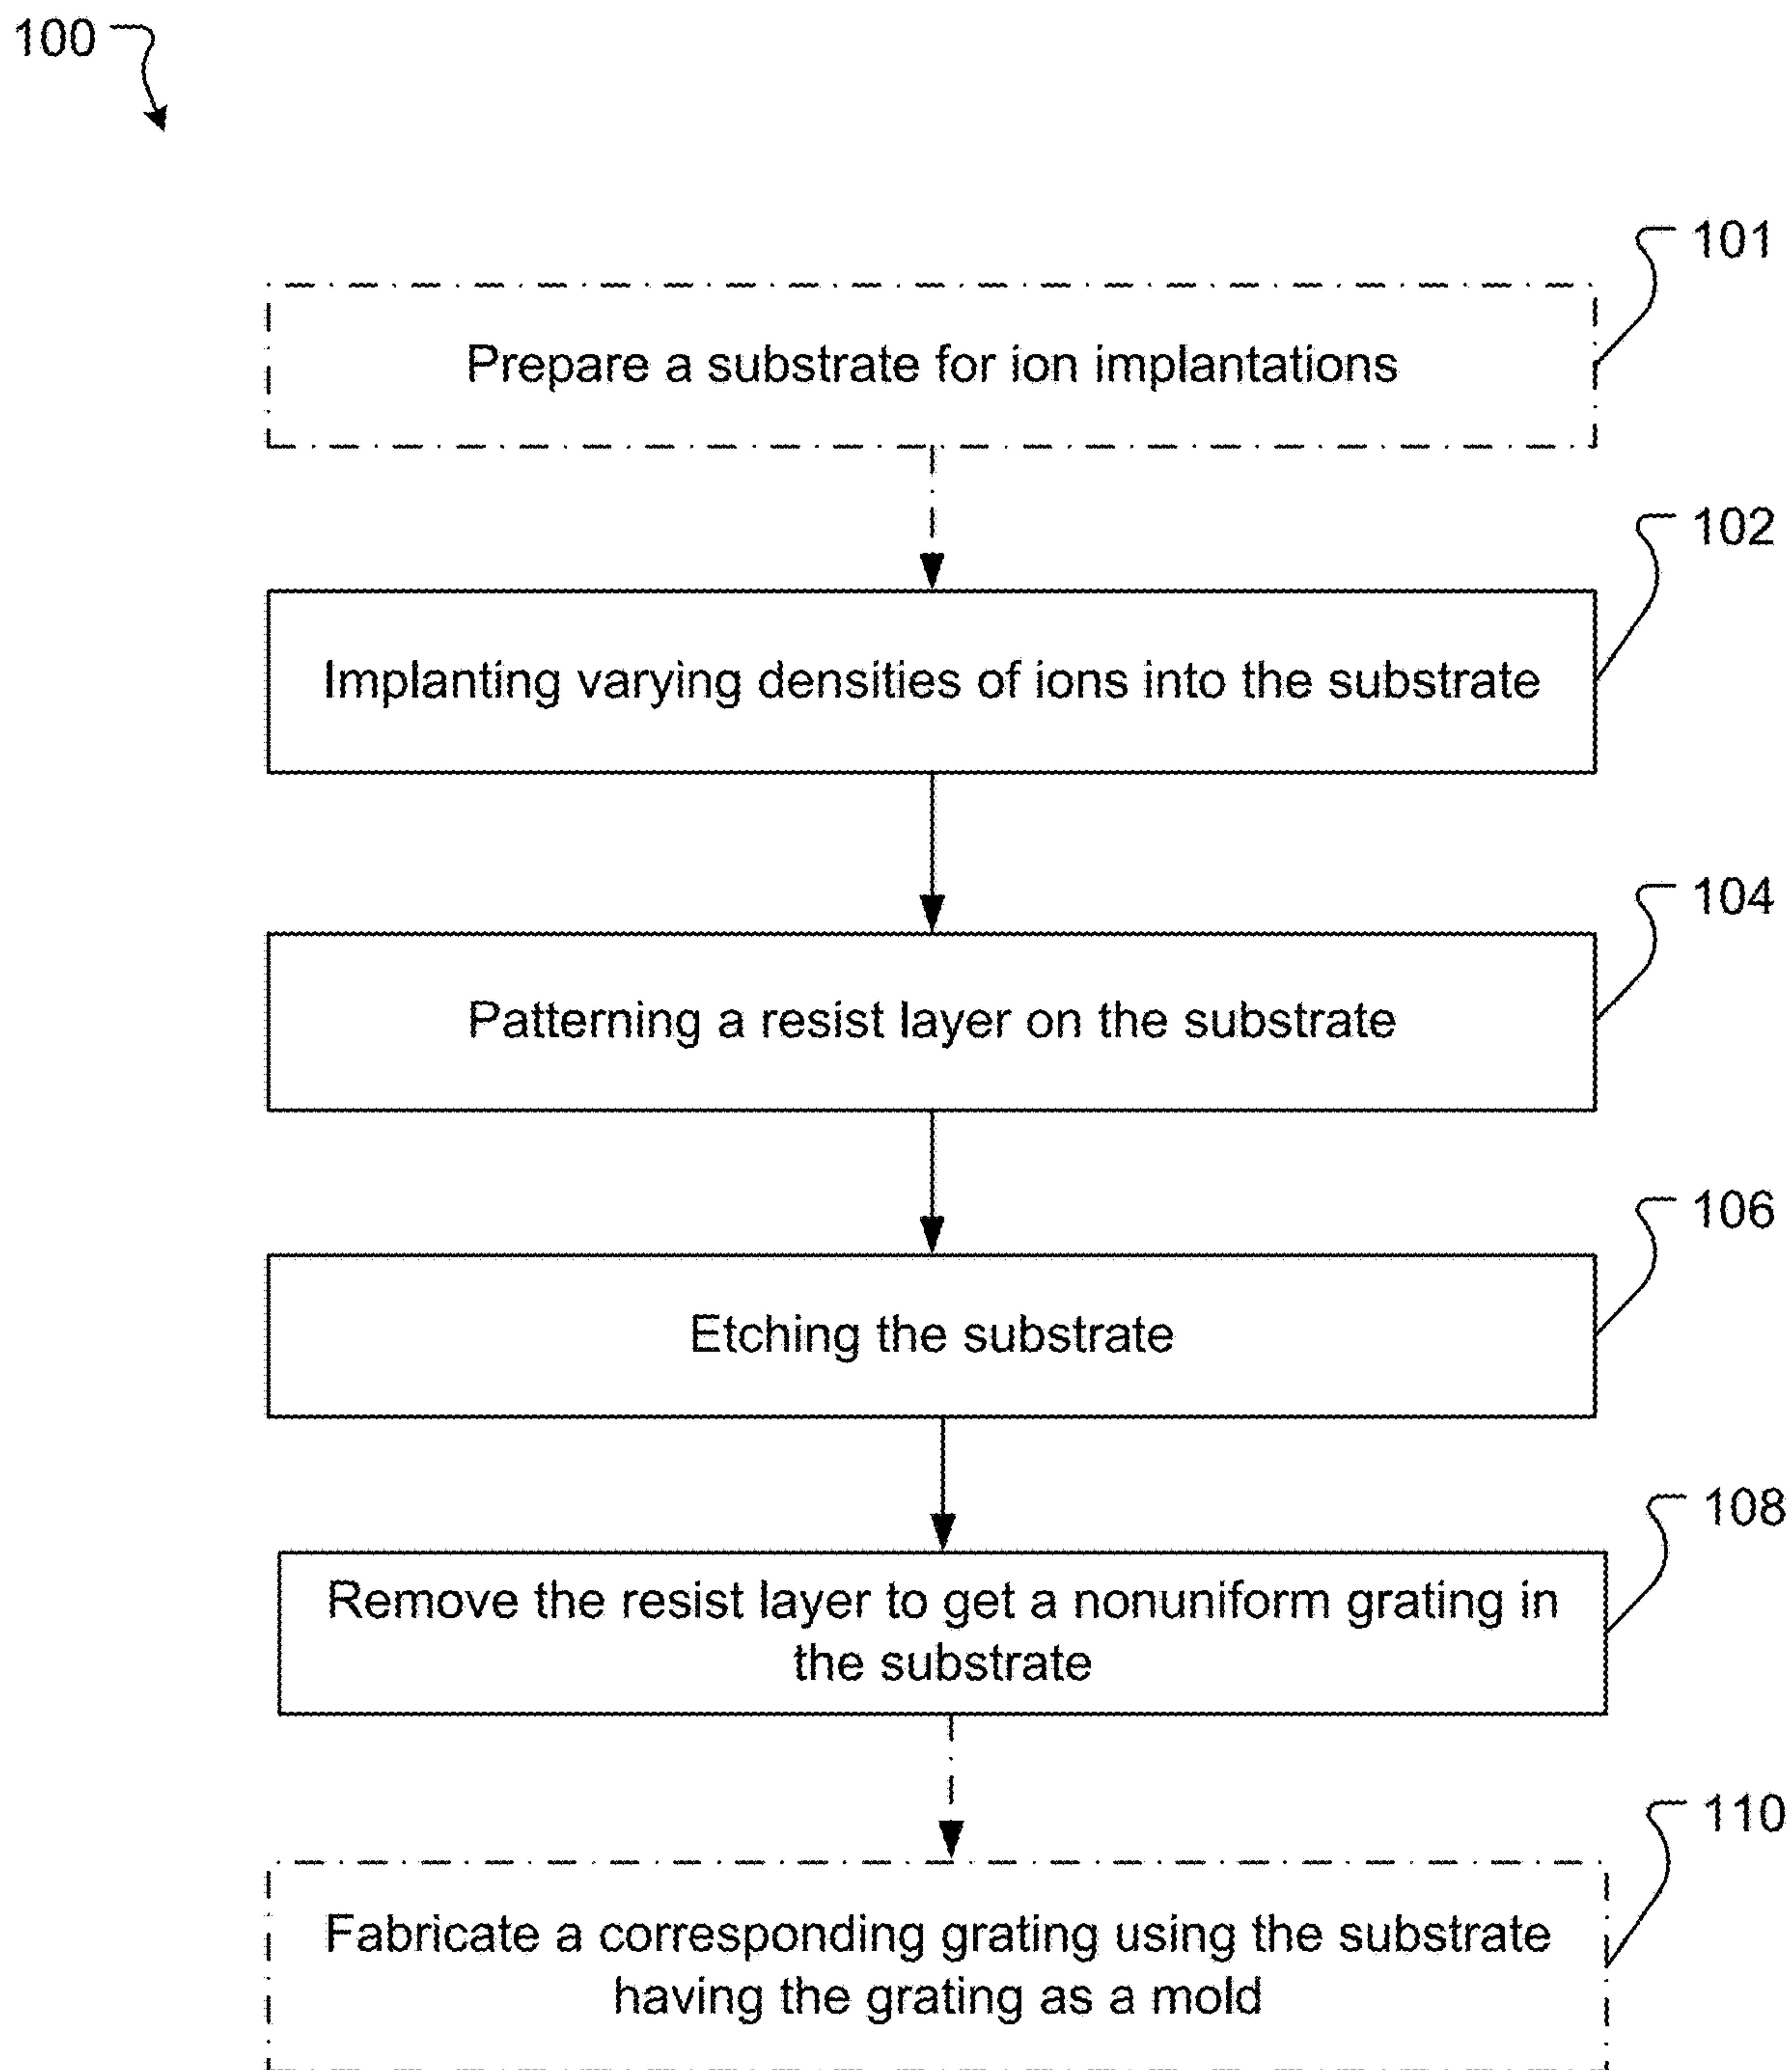 100
101
Prepare a substrate for ion implantations
102
Implanting varying densities of ions into the substrate
104
Patterning a resist layer on the substrate
106
Etching the substrate
108
Remove the resist layer to get a nonuniform grating in
the substrate
110
Fabricate a corresponding grating using the substrate
having the grating as a mold